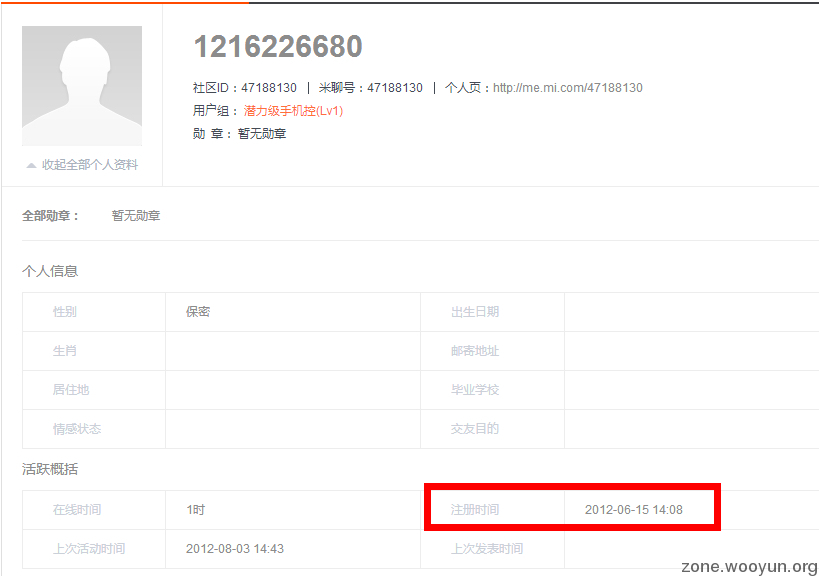 1216226680
社区ID：47188130 | 米聊号：47188130 | 个人页：http://me.mi.com/47188130
用户组：潜力级手机控(Lv1)
勋 章：暂无勋章
收起全部个人资料
全部勋章： 暂无勋章
个人信息
性别 保密 出生日期
生肖 邮寄地址
居住地 毕业学校
情感状态 交友目的
活跃概括
在线时间 1时 注册时间 2012-06-15 14:08
上次活动时间 2012-08-03 14:43 上次发表时间
zone.wooyun.org